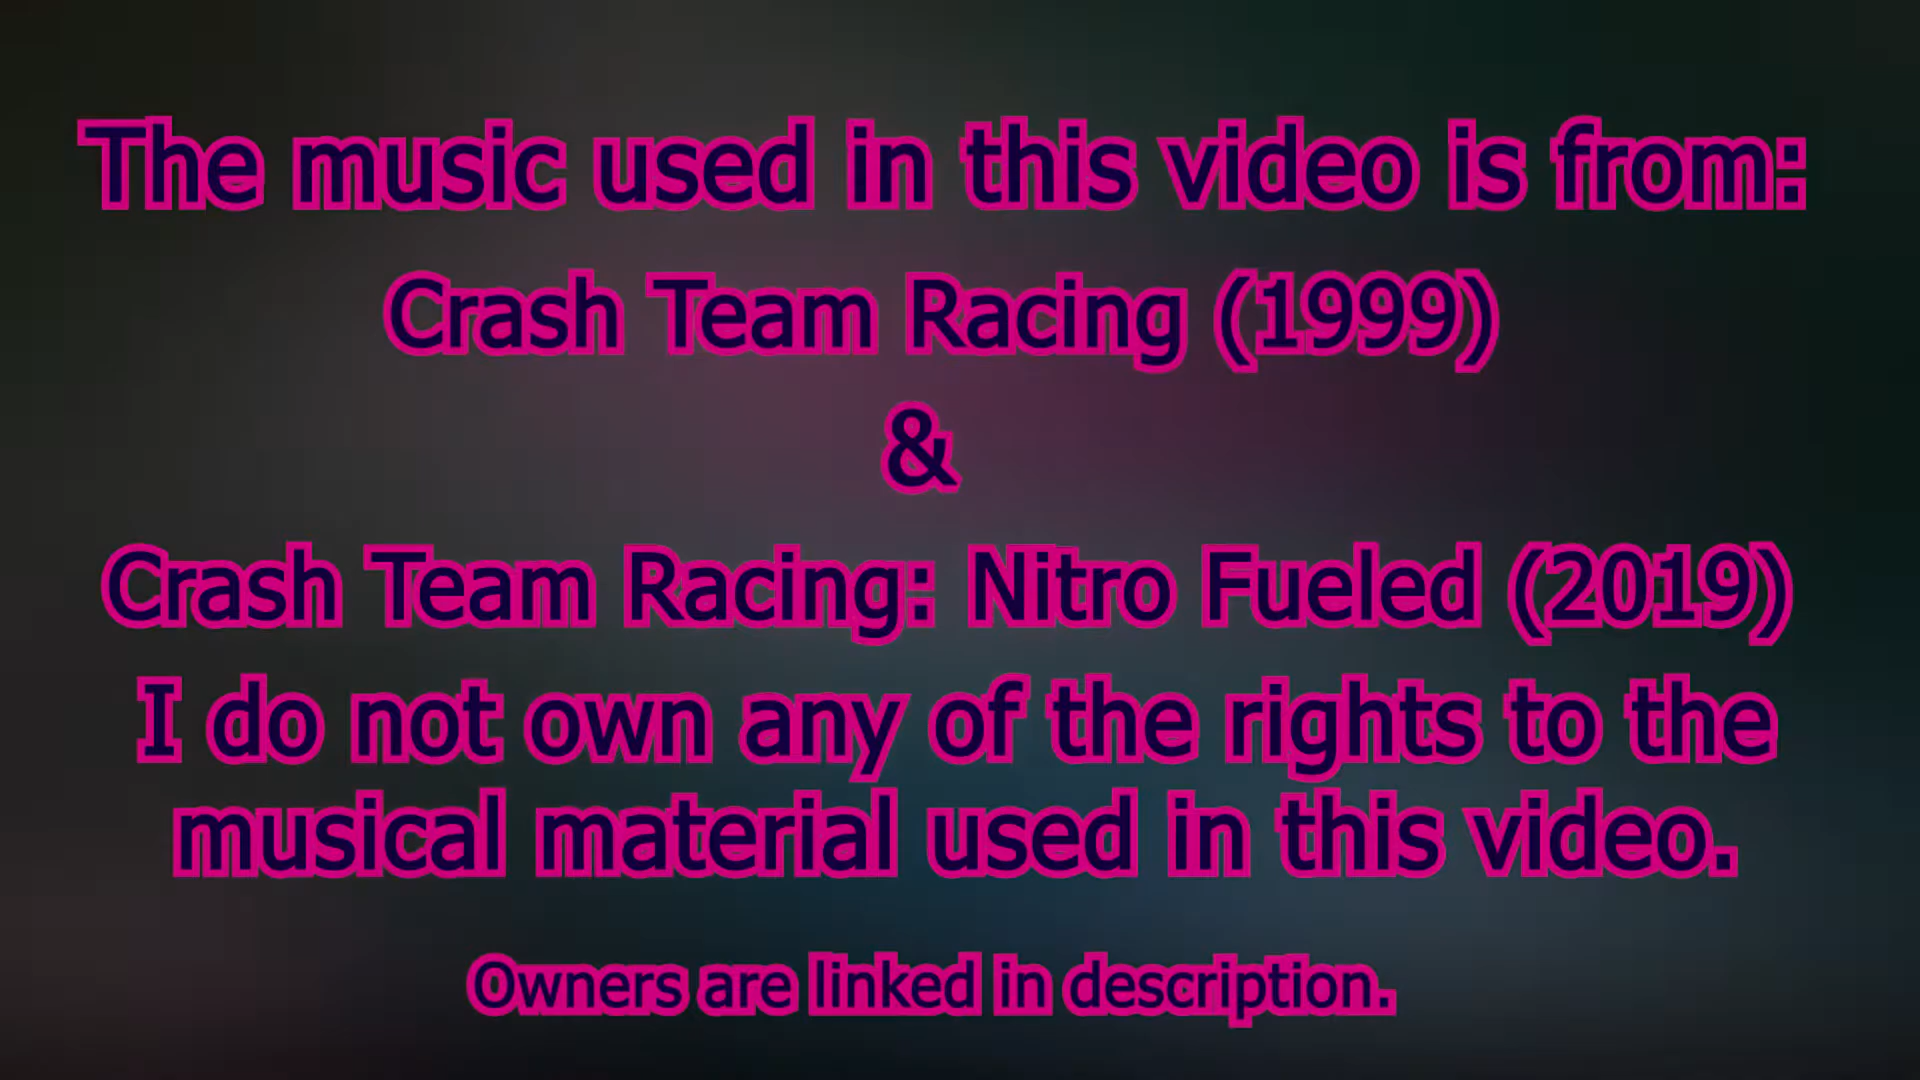 The music used in this video is from:
Crash Team Racing (1999)
&
Crash Team Racing: Nitro Fueled (2019)
I do not own any of the rights to the
musical material used in this video.
Owners are linked in description.